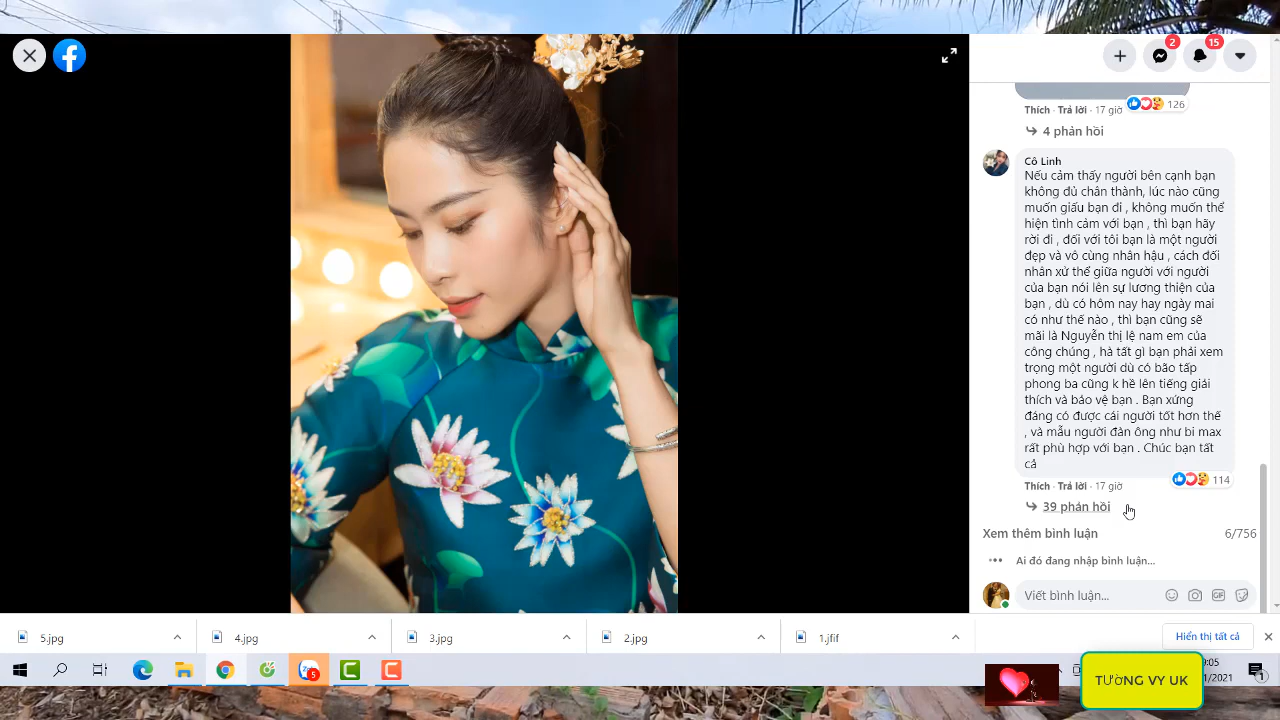 2
15
Thích · Trả lời · 17 giờ
126
4 phản hồi
Cô Linh
Nếu cảm thấy người bên cạnh bạn
không đủ chân thành, lúc nào cũng
muốn giấu bạn đi , không muốn thể
hiện tình cảm với bạn , thì bạn hãy
rời đi , đối với tôi bạn là một người
đẹp và vô cùng nhân hậu , cách đối
nhân xử thế giữa người với người
của bạn nói lên sự lương thiện của
bạn , dù có hôm nay hay ngày mai
có như thế nào , thì bạn cũng sẽ
mãi là Nguyễn thị lệ nam em của
công chúng , hà tất gì bạn phải xem
trọng một người dù có bão tấp
phong ba cũng k hề lên tiếng giải
thích và bảo vệ bạn . Bạn xứng
đáng có được cái người tốt hơn thế
, và mẫu người đàn ông như bi max
rất phù hợp với bạn . Chúc bạn tất
cả
114
Thích · Trả lời · 17 giờ
39 phản hồi
Xem thêm bình luận
6/756
Ai đó đang nhập bình luận...
Viết bình luận...
GIF
5.jpg
4.jpg
3.jpg
2.jpg
1.jfif
Hiển thị tất cả
5
:05
1/2021
1
TƯỜNG VY UK